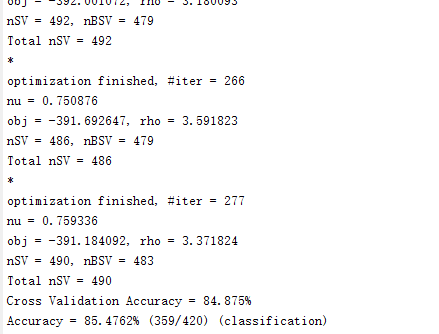 obj = -392.001072, rho = 3.180093
nSV = 492, nBSV = 479
Total nSV = 492
*
optimization finished, #iter = 266
nu = 0.750876
obj = -391.692647, rho = 3.591823
nSV = 486, nBSV = 479
Total nSV = 486
*
optimization finished, #iter = 277
nu = 0.759336
obj = -391.184092, rho = 3.371824
nSV = 490, nBSV = 483
Total nSV = 490
Cross Validation Accuracy = 84.875%
Accuracy = 85.4762% (359/420) (classification)